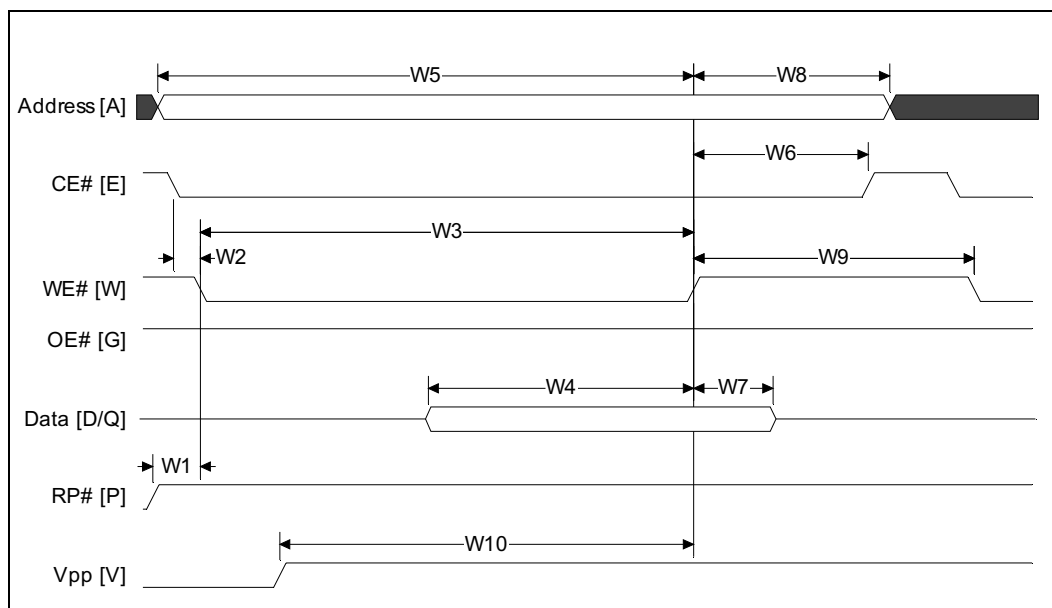 W5
W8
Address [A]
W6
CE# [E]
W3
W2
W9
WE# [W]
OE# [G]
W4
W7
Data [D/Q]
W1
RP# [P]
W10
Vpp [V]